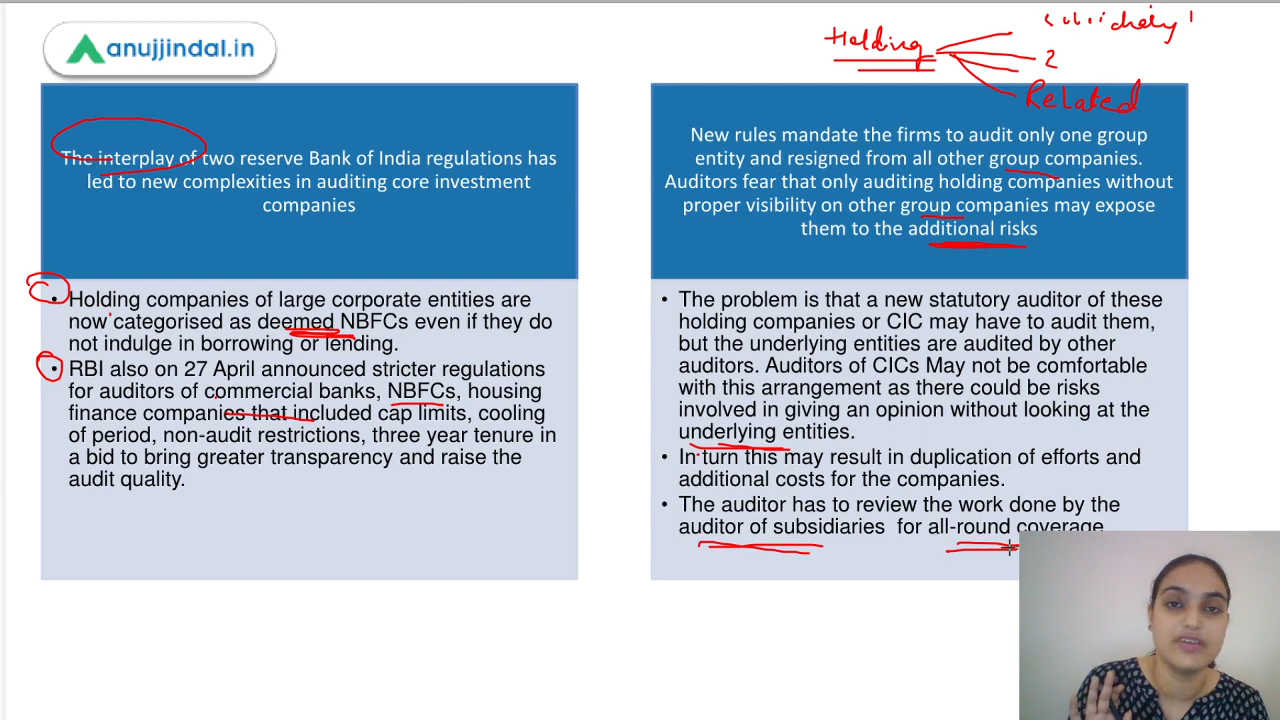 anujjindal.in
Holding
2
Related
The interplay of two reserve Bank of India regulations has
led to new complexities in auditing core investment
companies
• Holding companies of large corporate entities are
now categorised as deemed NBFCs even if they do
not indulge in borrowing or lending.
• RBI also on 27 April announced stricter regulations
for auditors of commercial banks, NBFCs, housing
finance companies that included cap limits, cooling
of period, non-audit restrictions, three year tenure in
a bid to bring greater transparency and raise the
audit quality.
New rules mandate the firms to audit only one group
entity and resigned from all other group companies.
Auditors fear that only auditing holding companies without
proper visibility on other group companies may expose
them to the additional risks
• The problem is that a new statutory auditor of these
holding companies or CIC may have to audit them,
but the underlying entities are audited by other
auditors. Auditors of CICs May not be comfortable
with this arrangement as there could be risks
involved in giving an opinion without looking at the
underlying entities.
• In turn this may result in duplication of efforts and
additional costs for the companies.
• The auditor has to review the work done by the
auditor of subsidiaries for all-round coverage